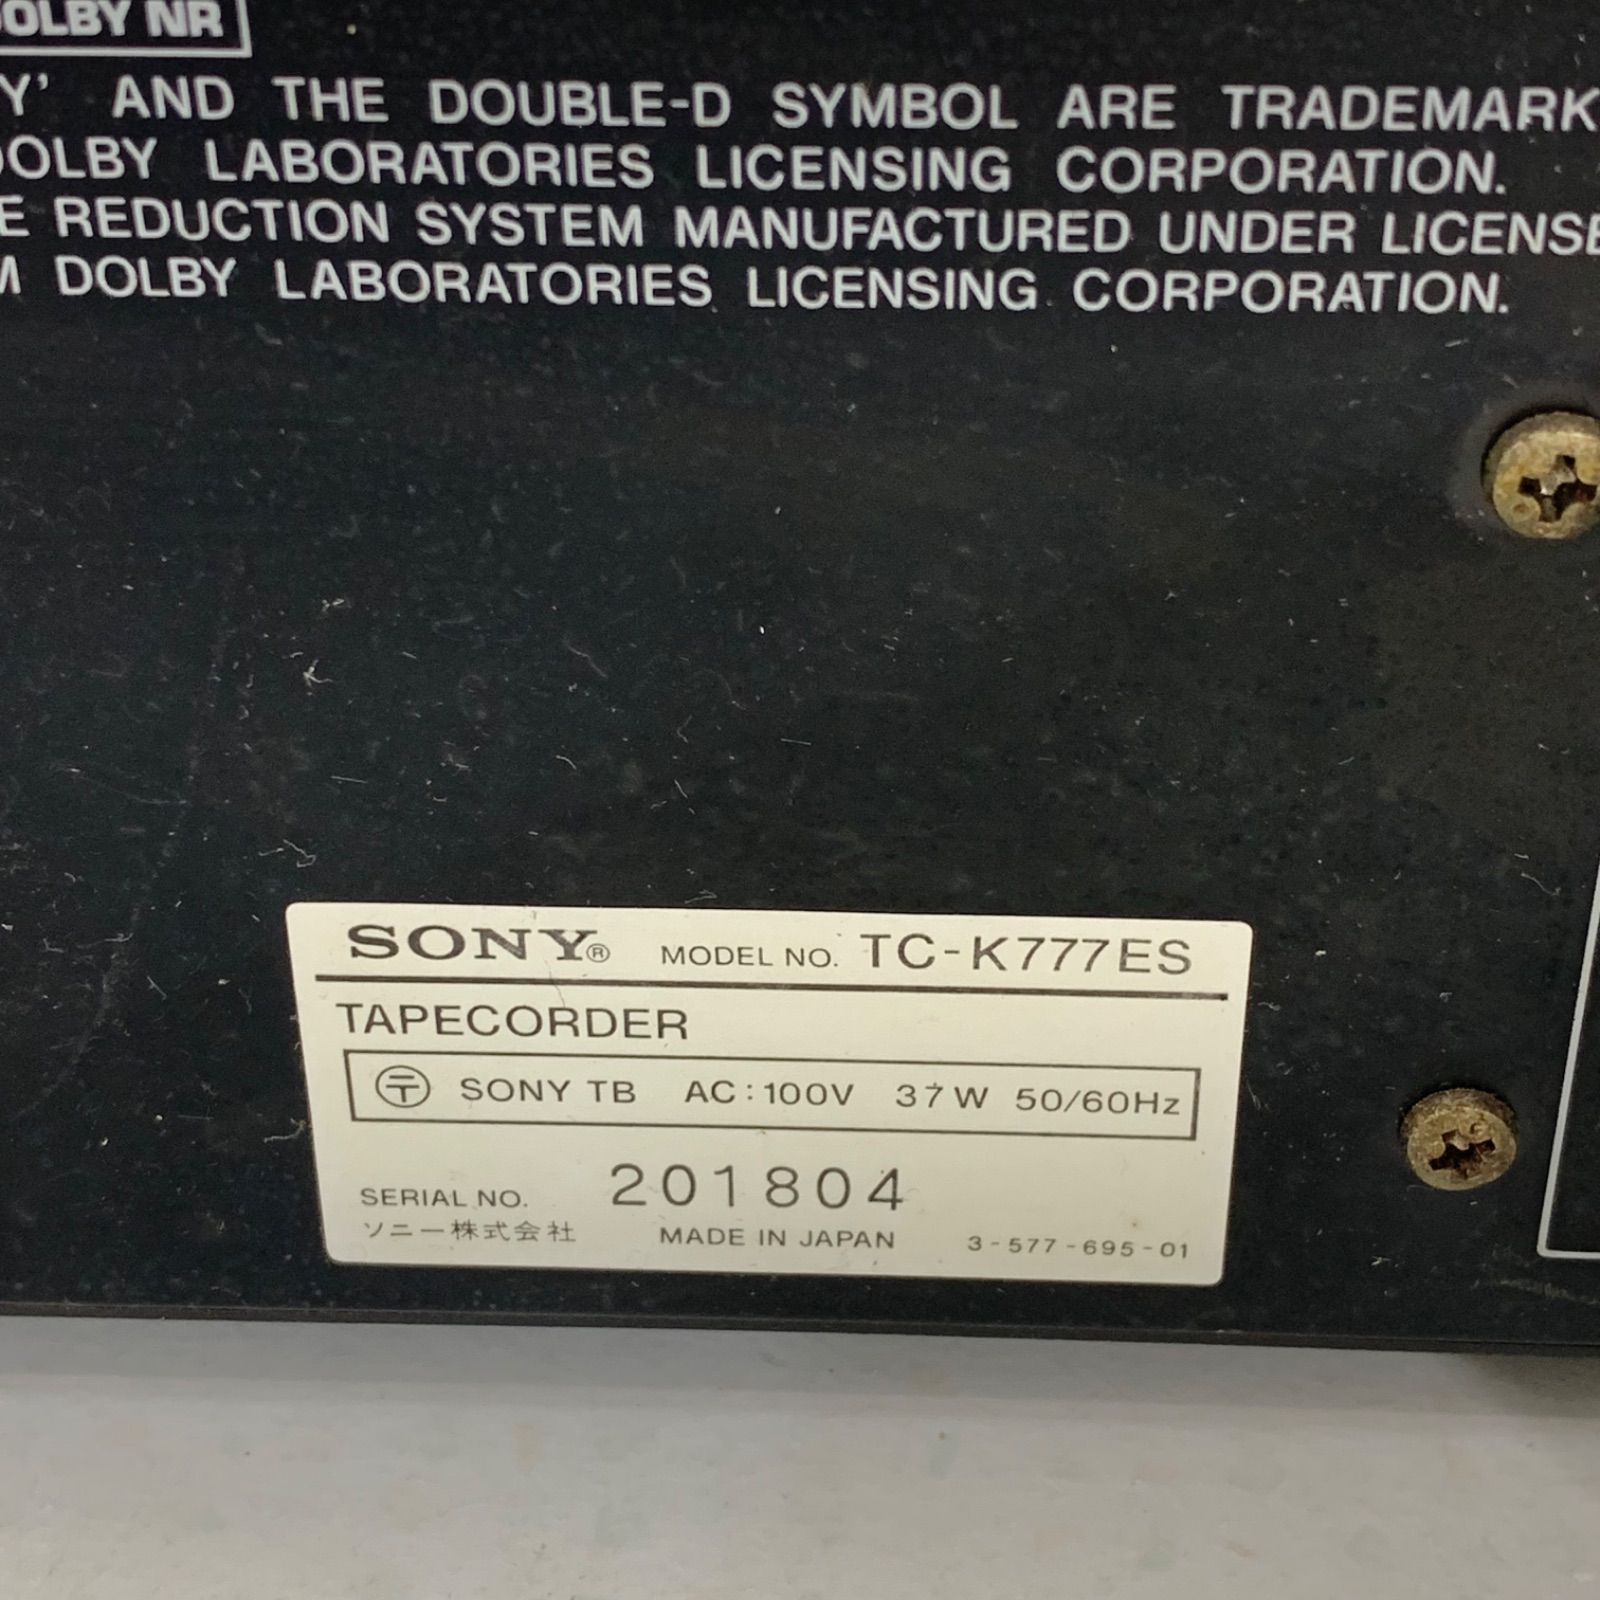 OLBY NR
Y' AND THE DOUBLE-D SYMBOL ARE TRADEMARK
DOLBY LABORATORIES LICENSING CORPORATION.
E REDUCTION SYSTEM MANUFACTURED UNDER LICENSE
M DOLBY LABORATORIES LICENSING CORPORATION.
SONY® MODEL NO. TC-K777ES
TAPECORDER
〒 SONY TB AC:100V 37W 50/60Hz
SERIAL NO. 201804
ソニー株式会社 MADE IN JAPAN 3-577-695-01